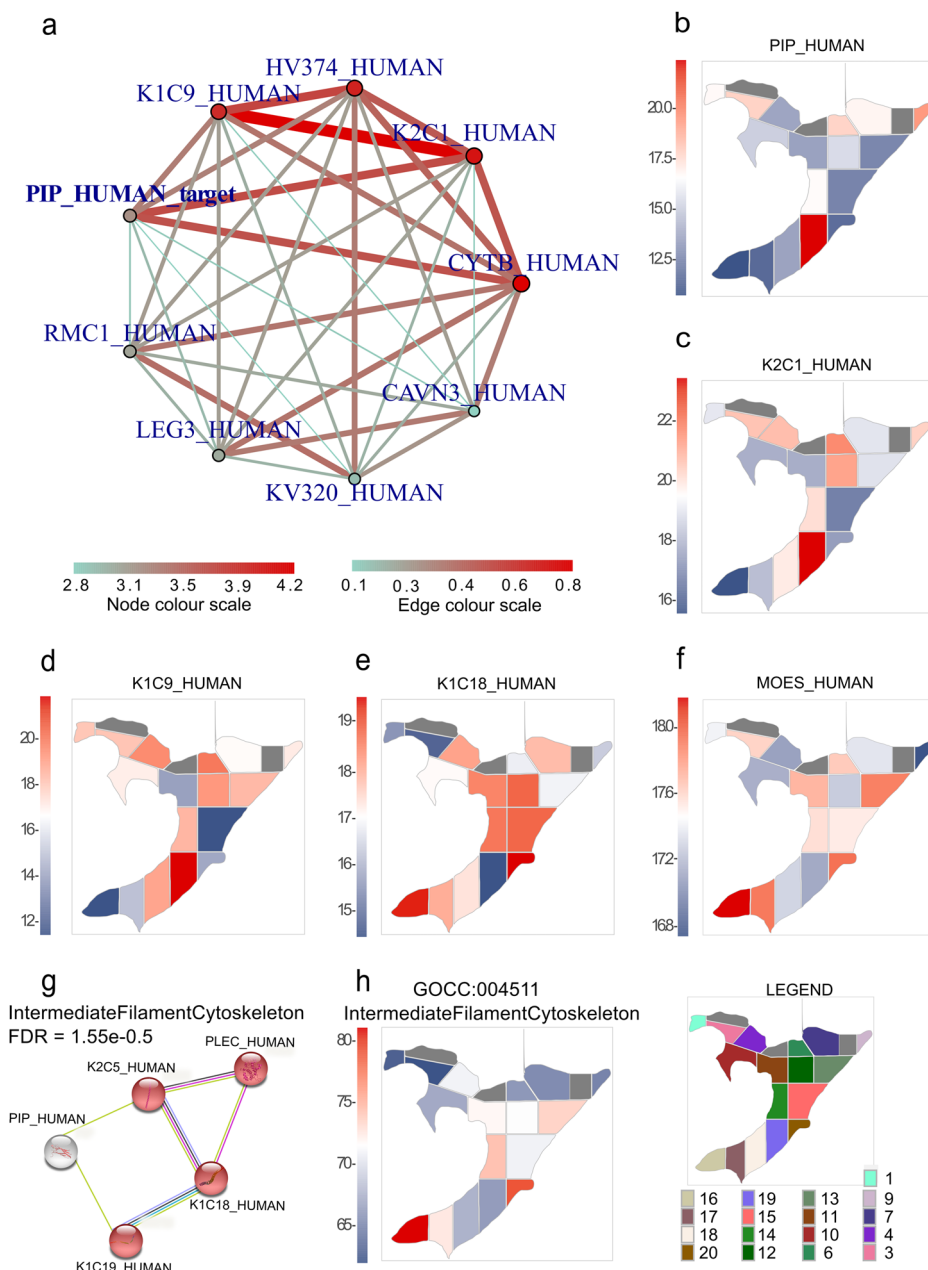 a
HV374_HUMAN
K1C9_HUMAN
K2C1_HUMAN
PIP_HUMAN_target
CYTB_HUMAN
RMC1_HUMAN
CAVN3_HUMAN
LEG3_HUMAN
KV320_HUMAN
2.8 3.1 3.5 3.9 4.2
Node colour scale
0.1 0.3 0.4 0.6 0.8
Edge colour scale
b
PIP_HUMAN
20.0-
17.5-
15.0-
12.5-
c
K2C1_HUMAN
22-
20-
18-
16-
d
K1C9_HUMAN
20-
18-
16-
14-
12-
e
K1C18_HUMAN
19-
18-
17-
16-
15-
f
MOES_HUMAN
180-
176-
172-
168-
g
IntermediateFilamentCytoskeleton
FDR = 1.55e-0.5
PLEC_HUMAN
K2C5_HUMAN
PIP_HUMAN
K1C18_HUMAN
K1C19_HUMAN
h
GOCC:004511
IntermediateFilamentCytoskeleton
80-
75-
70-
65-
LEGEND
1
16 19 13 9
17 15 11 7
18 14 10 4
20 12 6 3